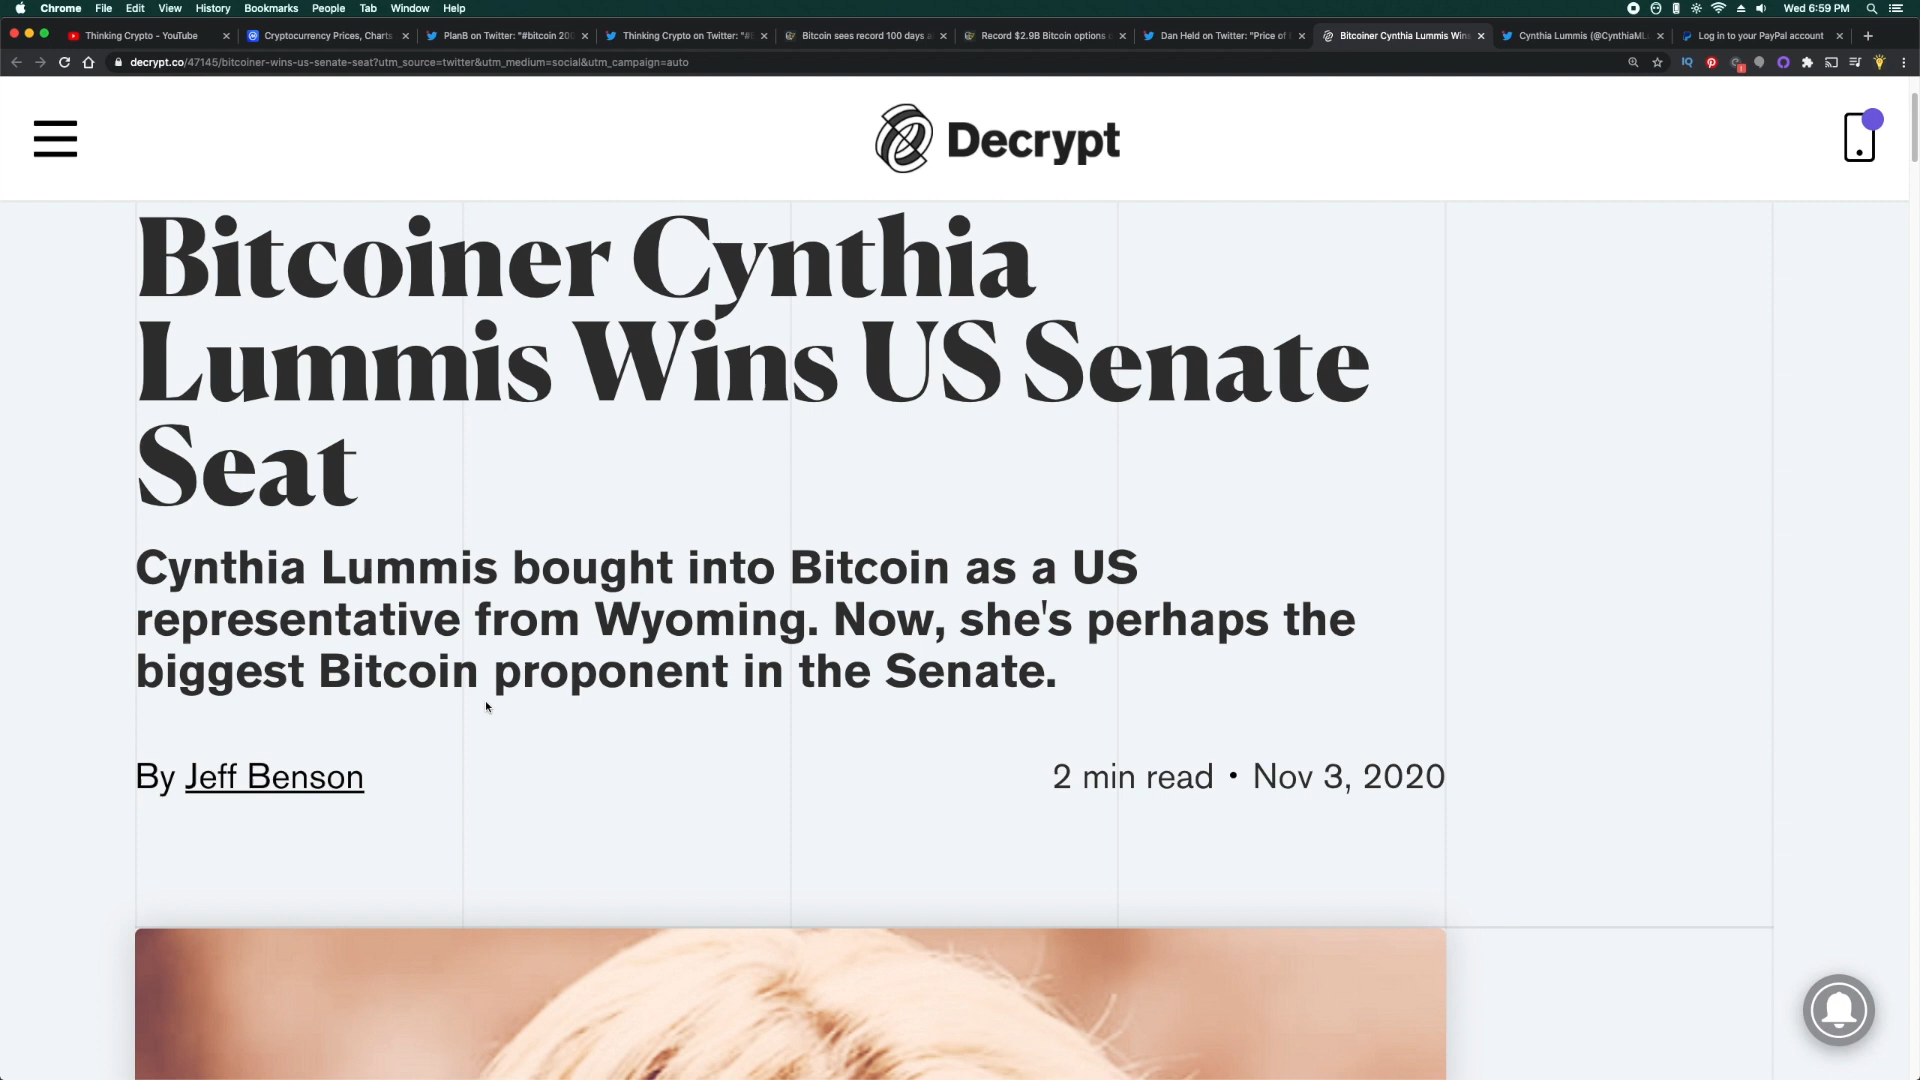 Chrome File Edit View History Bookmarks People Tab Window Help Wed 6:59 PM
Thinking Crypto - YouTube Cryptocurrency Prices, Charts PlanB on Twitter: "#bitcoin 20 Thinking Crypto on Twitter: "# Bitcoin sees record 100 days a Record $2.9B Bitcoin options Dan Held on Twitter: "Price of Bitcoiner Cynthia Lummis Win Cynthia Lummis (@CynthiaML Log in to your PayPal account
decrypt.co/47145/bitcoiner-wins-us-senate-seat?utm_source=twitter&utm_medium=social&utm_campaign=auto
Decrypt
Bitcoiner Cynthia
Lummis Wins US Senate
Seat
Cynthia Lummis bought into Bitcoin as a US
representative from Wyoming. Now, she's perhaps the
biggest Bitcoin proponent in the Senate.
By Jeff Benson 2 min read • Nov 3, 2020